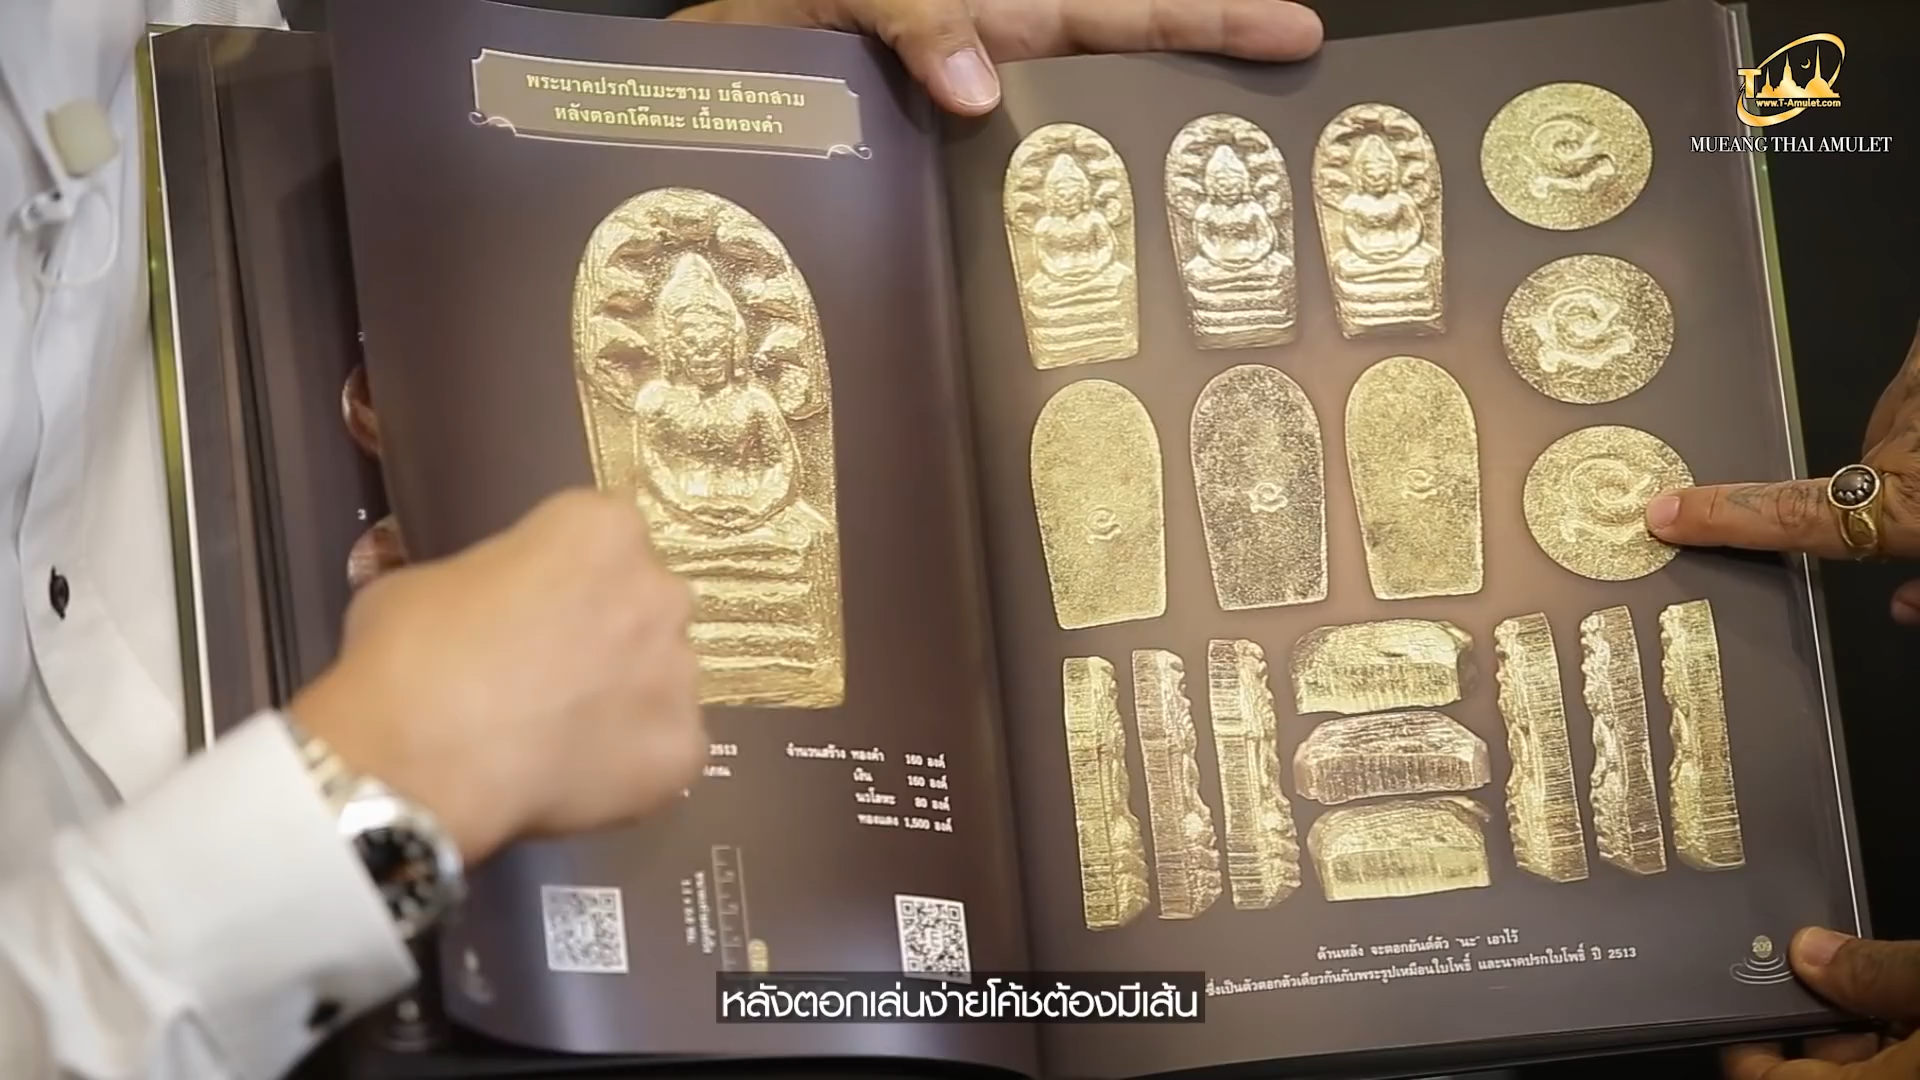 พระนาคปรกใบมะขาม บล็อกสาม
หลังตอกโค๊ตนะ เนื้อทองคำ
2513
จำนวนสร้าง ทองคำ 160 องค์
เงิน 160 องค์
นวโลหะ 80 องค์
ทองแดง 1,500 องค์
ด้านหลัง จะตอกยันต์ตัว "นะ" เอาไว้
ซึ่งเป็นตัวตอกตัวเดียวกันกับพระรูปเหมือนใบโพธิ์ และนาคปรกใบโพธิ์ ปี 2513
209
หลังตอกเล่นง่ายโค้ชต้องมีเส้น
www.T-Amulet.com
MUEANG THAI AMULET